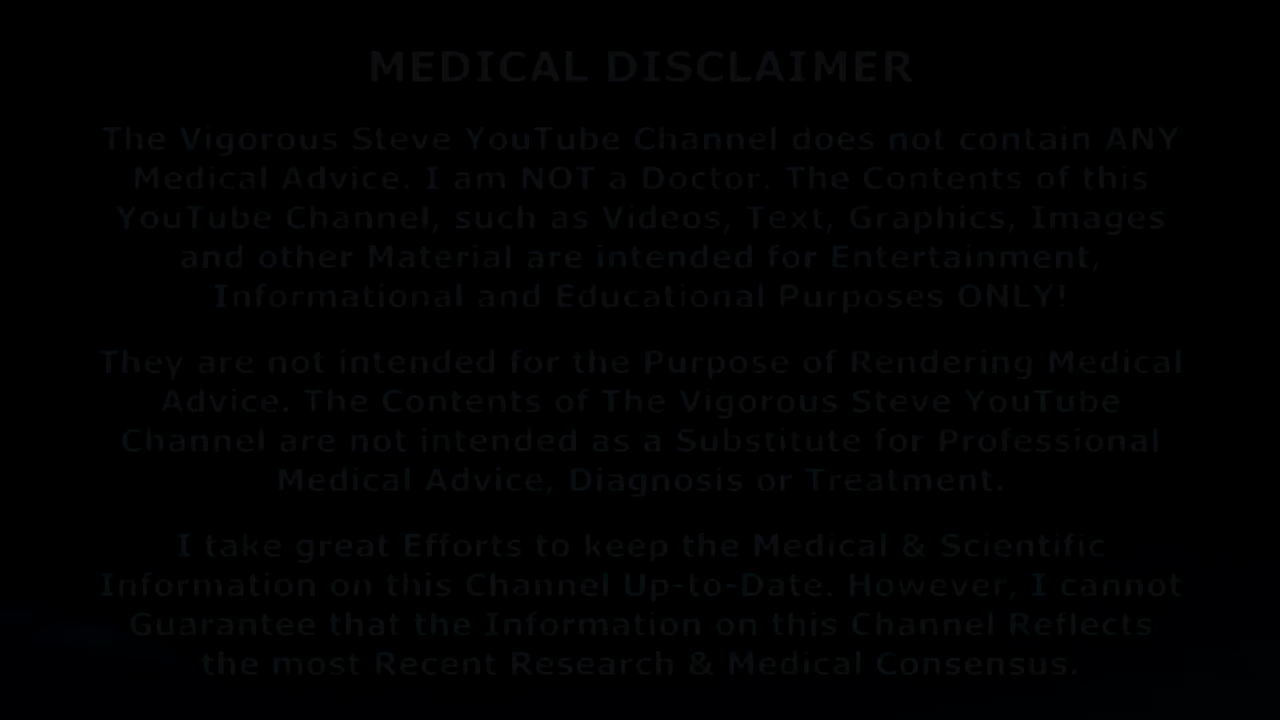 MEDICAL DISCLAIMER
The Vigorous Steve YouTube Channel does not contain ANY
Medical Advice. I am NOT a Doctor. The Contents of this
YouTube Channel, such as Videos, Text, Graphics, Images
and other Material are intended for Entertainment,
Informational and Educational Purposes ONLY!
They are not intended for the Purpose of Rendering Medical
Advice. The Contents of The Vigorous Steve YouTube
Channel are not intended as a Substitute for Professional
Medical Advice, Diagnosis or Treatment.
I take great Efforts to keep the Medical & Scientific
Information on this Channel Up-to-Date. However, I cannot
Guarantee that the Information on this Channel Reflects
the most Recent Research & Medical Consensus.